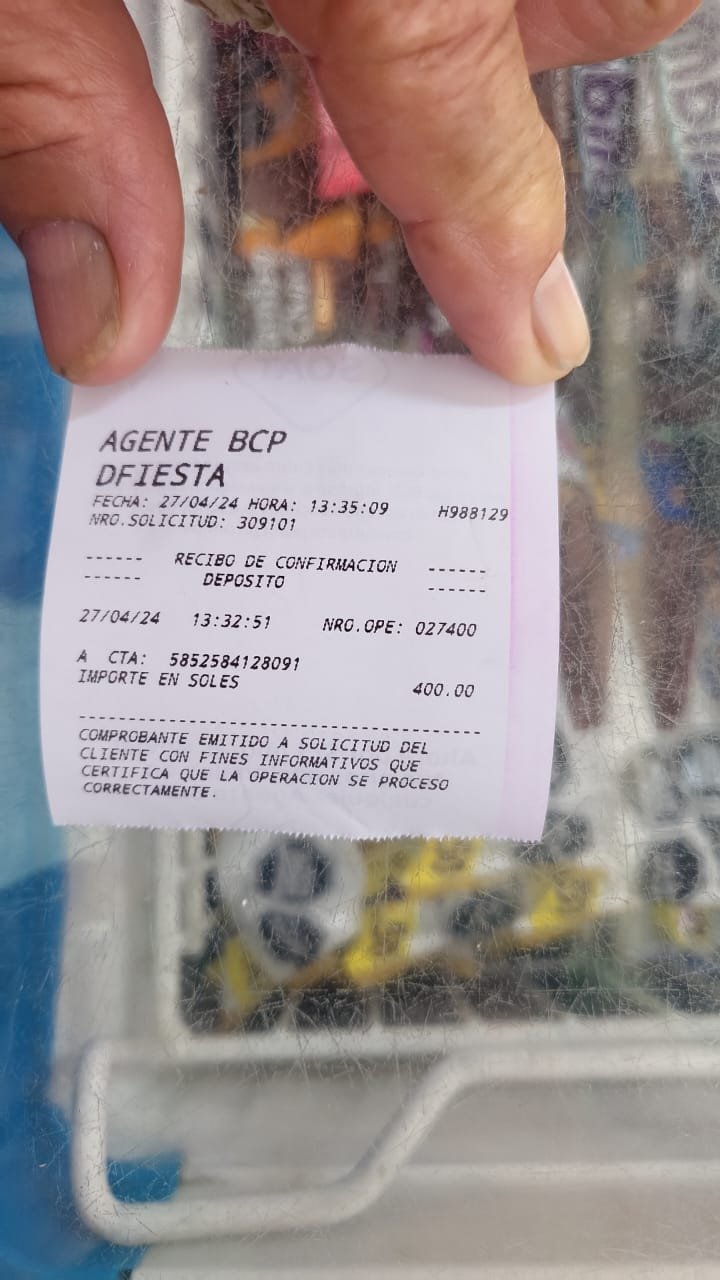 AGENTE BCP
DFIESTA
FECHA: 27/04/24 HORA: 13:35:09 H988129
NRO.SOLICITUD: 309101
------ RECIBO DE CONFIRMACION ------
------ DEPOSITO ------
27/04/24 13:32:51 NRO.OPE: 027400
A CTA: 5852584128091
IMPORTE EN SOLES 400.00
----------------------------------------
COMPROBANTE EMITIDO A SOLICITUD DEL
CLIENTE CON FINES INFORMATIVOS QUE
CERTIFICA QUE LA OPERACION SE PROCESO
CORRECTAMENTE.